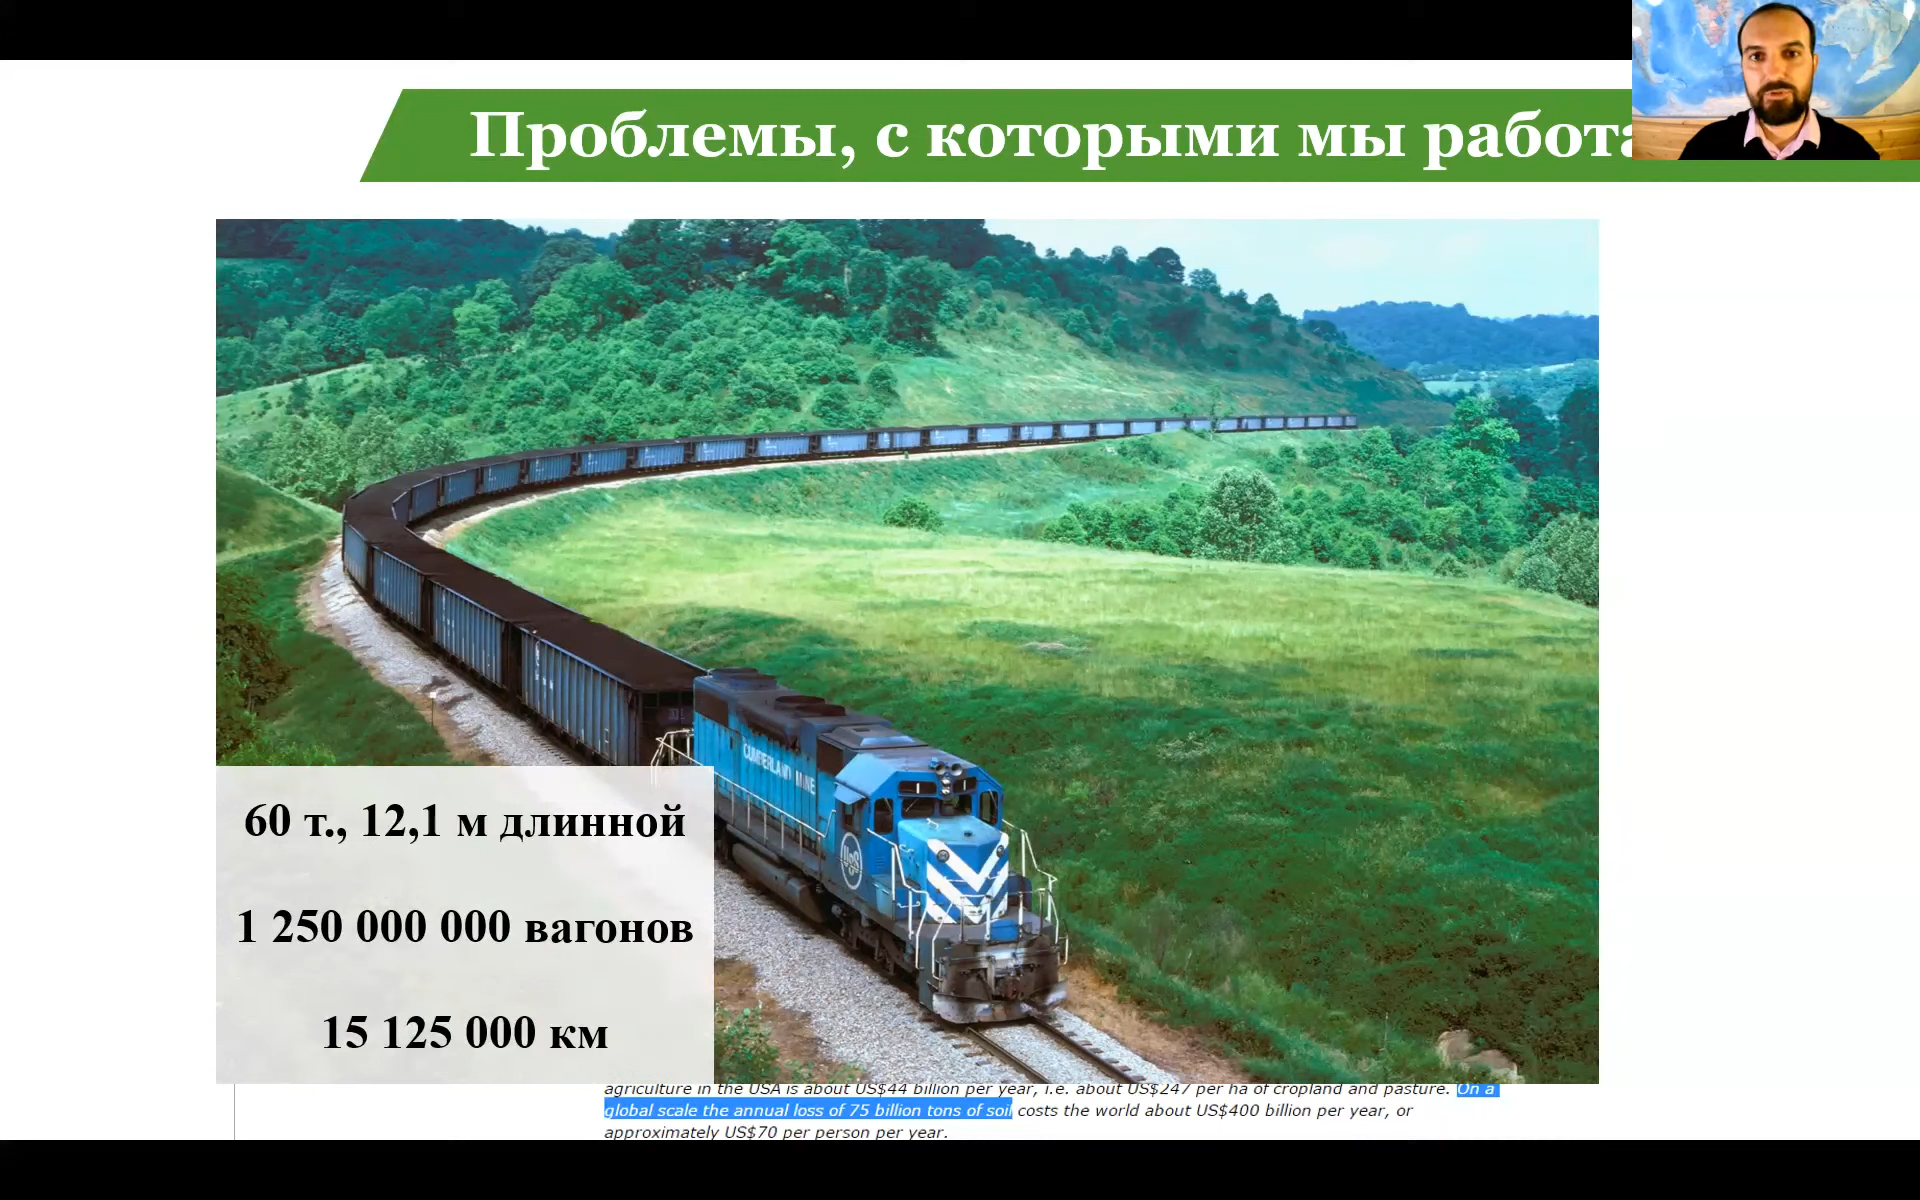 Проблемы, с которыми мы работа
CUMBERLAND MINE
60 т., 12,1 м длинной
1 250 000 000 вагонов
15 125 000 км
agriculture in the USA is about US$44 billion per year, i.e. about US$247 per ha of cropland and pasture. On a
global scale the annual loss of 75 billion tons of soil costs the world about US$400 billion per year, or
approximately US$70 per person per year.